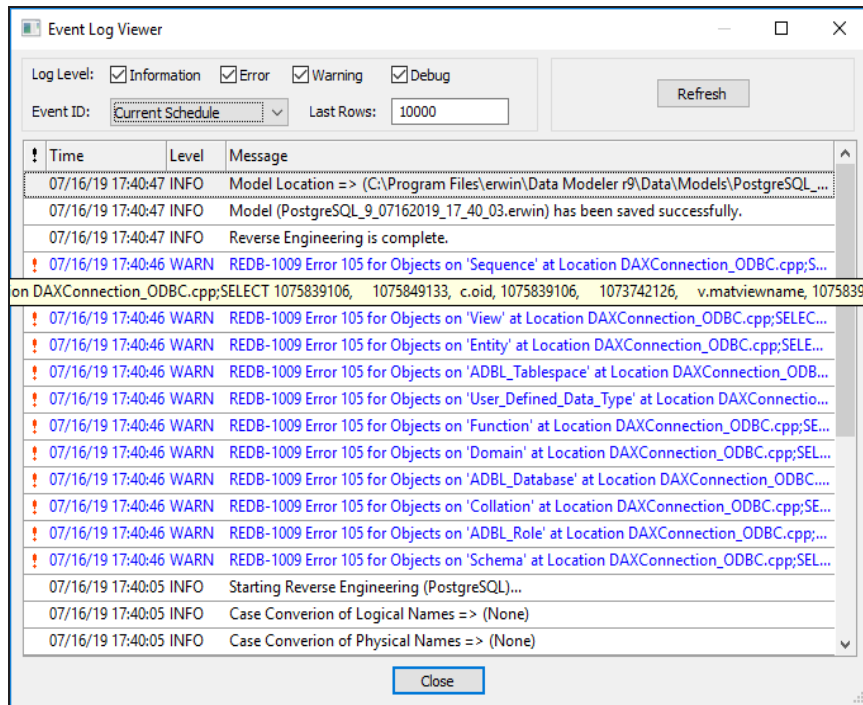 Event Log Viewer
Log Level: Information Error Warning Debug
Refresh
Event ID: Current Schedule Last Rows: 10000
! Time Level Message
07/16/19 17:40:47 INFO Model Location => (C:\Program Files\erwin\Data Modeler r9\Data\Models\PostgreSQL_...
07/16/19 17:40:47 INFO Model (PostgreSQL_9_07162019_17_40_03.erwin) has been saved successfully.
07/16/19 17:40:47 INFO Reverse Engineering is complete.
! 07/16/19 17:40:46 WARN REDB-1009 Error 105 for Objects on 'Sequence' at Location DAXConnection_ODBC.cpp;S...
on DAXConnection_ODBC.cpp;SELECT 1075839106, 1075849133, c.oid, 1075839106, 1073742126, v.matviewname, 1075839
! 07/16/19 17:40:46 WARN REDB-1009 Error 105 for Objects on 'View' at Location DAXConnection_ODBC.cpp;SELEC...
! 07/16/19 17:40:46 WARN REDB-1009 Error 105 for Objects on 'Entity' at Location DAXConnection_ODBC.cpp;SELE...
! 07/16/19 17:40:46 WARN REDB-1009 Error 105 for Objects on 'ADBL_Tablespace' at Location DAXConnection_ODB...
! 07/16/19 17:40:46 WARN REDB-1009 Error 105 for Objects on 'User_Defined_Data_Type' at Location DAXConnectio...
! 07/16/19 17:40:46 WARN REDB-1009 Error 105 for Objects on 'Function' at Location DAXConnection_ODBC.cpp;SE...
! 07/16/19 17:40:46 WARN REDB-1009 Error 105 for Objects on 'Domain' at Location DAXConnection_ODBC.cpp;SEL...
! 07/16/19 17:40:46 WARN REDB-1009 Error 105 for Objects on 'ADBL_Database' at Location DAXConnection_ODBC....
! 07/16/19 17:40:46 WARN REDB-1009 Error 105 for Objects on 'Collation' at Location DAXConnection_ODBC.cpp;SE...
! 07/16/19 17:40:46 WARN REDB-1009 Error 105 for Objects on 'ADBL_Role' at Location DAXConnection_ODBC.cpp;...
! 07/16/19 17:40:46 WARN REDB-1009 Error 105 for Objects on 'Schema' at Location DAXConnection_ODBC.cpp;SEL...
07/16/19 17:40:05 INFO Starting Reverse Engineering (PostgreSQL)...
07/16/19 17:40:05 INFO Case Converion of Logical Names => (None)
07/16/19 17:40:05 INFO Case Converion of Physical Names => (None)
Close